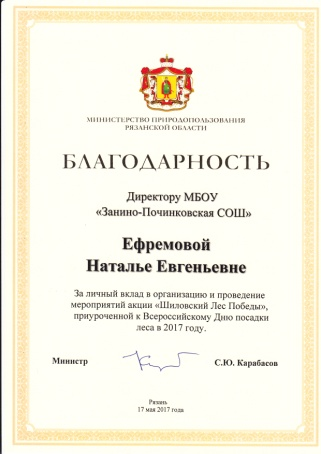 МИНИСТЕРСТВО ПРИРОДОПОЛЬЗОВАНИЯ
РЯЗАНСКОЙ ОБЛАСТИ
БЛАГОДАРНОСТЬ
Директору МБОУ
«Занино-Починковская СОШ»
Ефремовой
Наталье Евгеньевне
За личный вклад в организацию и проведение
мероприятий акции «Шиловский Лес Победы»,
приуроченной к Всероссийскому Дню посадки
леса в 2017 году.
Министр С.Ю. Карабасов
Рязань
17 мая 2017 года